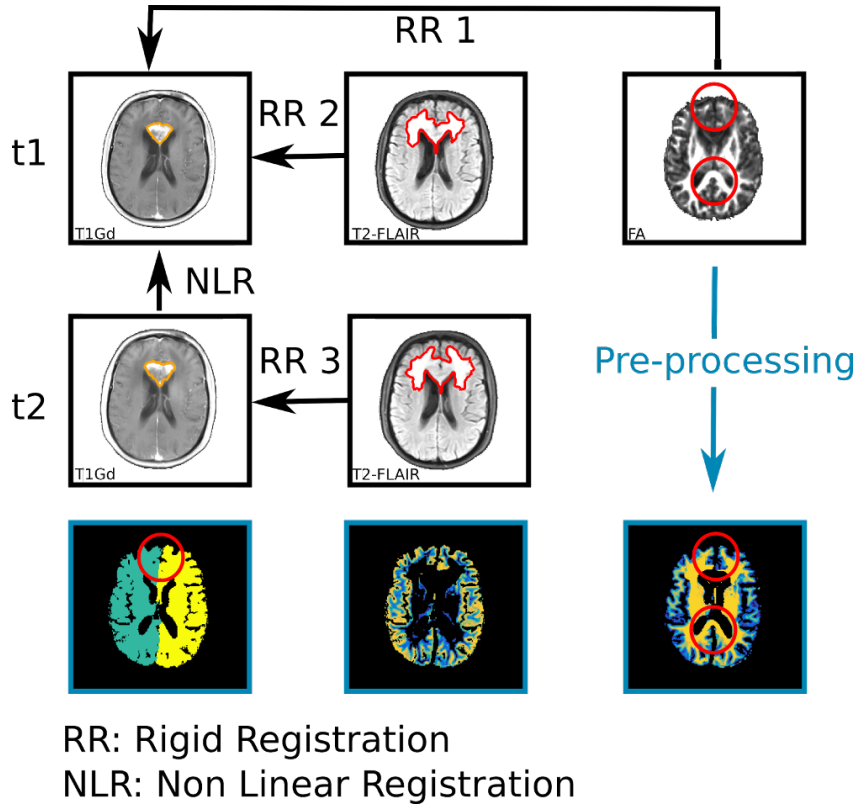 RR 1
RR 2
t1
T1Gd
T2-FLAIR
FA
NLR
Pre-processing
RR 3
t2
T1Gd
T2-FLAIR
RR: Rigid Registration
NLR: Non Linear Registration